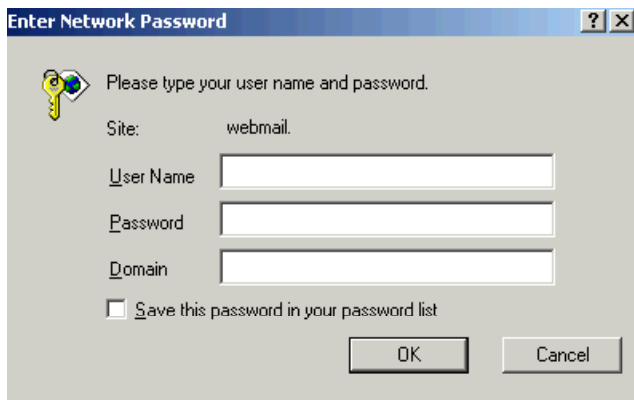 Enter Network Password
Please type your user name and password.
Site: webmail.
User Name
Password
Domain
Save this password in your password list
OK Cancel